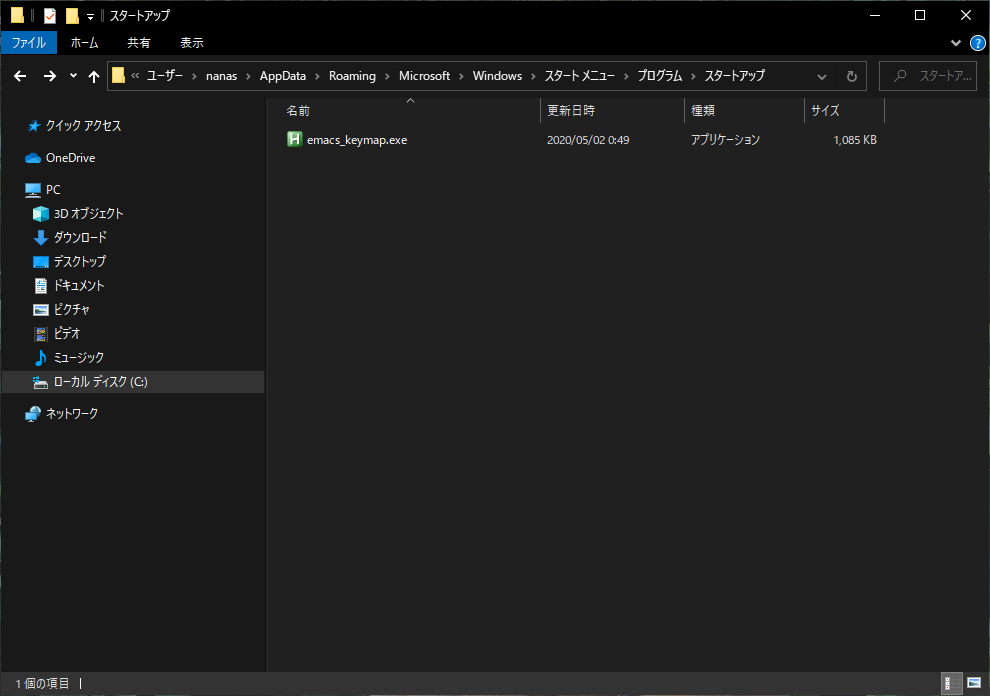 スタートアップ
ファイル ホーム 共有 表示
« ユーザー › nanas › AppData › Roaming › Microsoft › Windows › スタート メニュー › プログラム › スタートアップ
スタートア...
名前 更新日時 種類 サイズ
emacs_keymap.exe 2020/05/02 0:49 アプリケーション 1,085 KB
クイック アクセス
OneDrive
PC
3D オブジェクト
ダウンロード
デスクトップ
ドキュメント
ピクチャ
ビデオ
ミュージック
ローカル ディスク (C:)
ネットワーク
1 個の項目